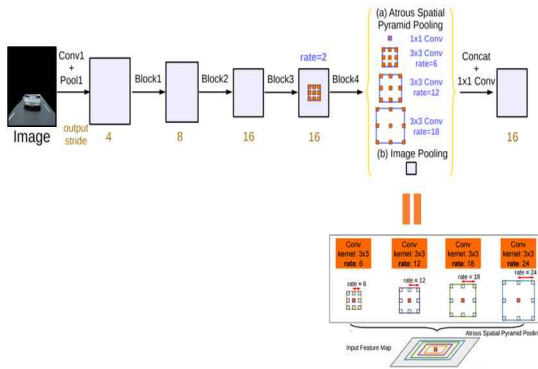 (a) Atrous Spatial
Pyramid Pooling
Conv1
+
Pool1
Block1
Block2
Block3
rate=2
Block4
1x1 Conv
3x3 Conv
rate=6
3x3 Conv
rate=12
3x3 Conv
rate=18
(b) Image Pooling
Concat
+
1x1 Conv
Image
output
stride
4
8
16
16
16
Conv
kernel: 3x3
rate: 6
Conv
kernel: 3x3
rate: 12
Conv
kernel: 3x3
rate: 18
Conv
kernel: 3x3
rate: 24
rate = 6
rate = 12
rate = 18
rate = 24
Atrous Spatial Pyramid Pooling
Input Feature Map